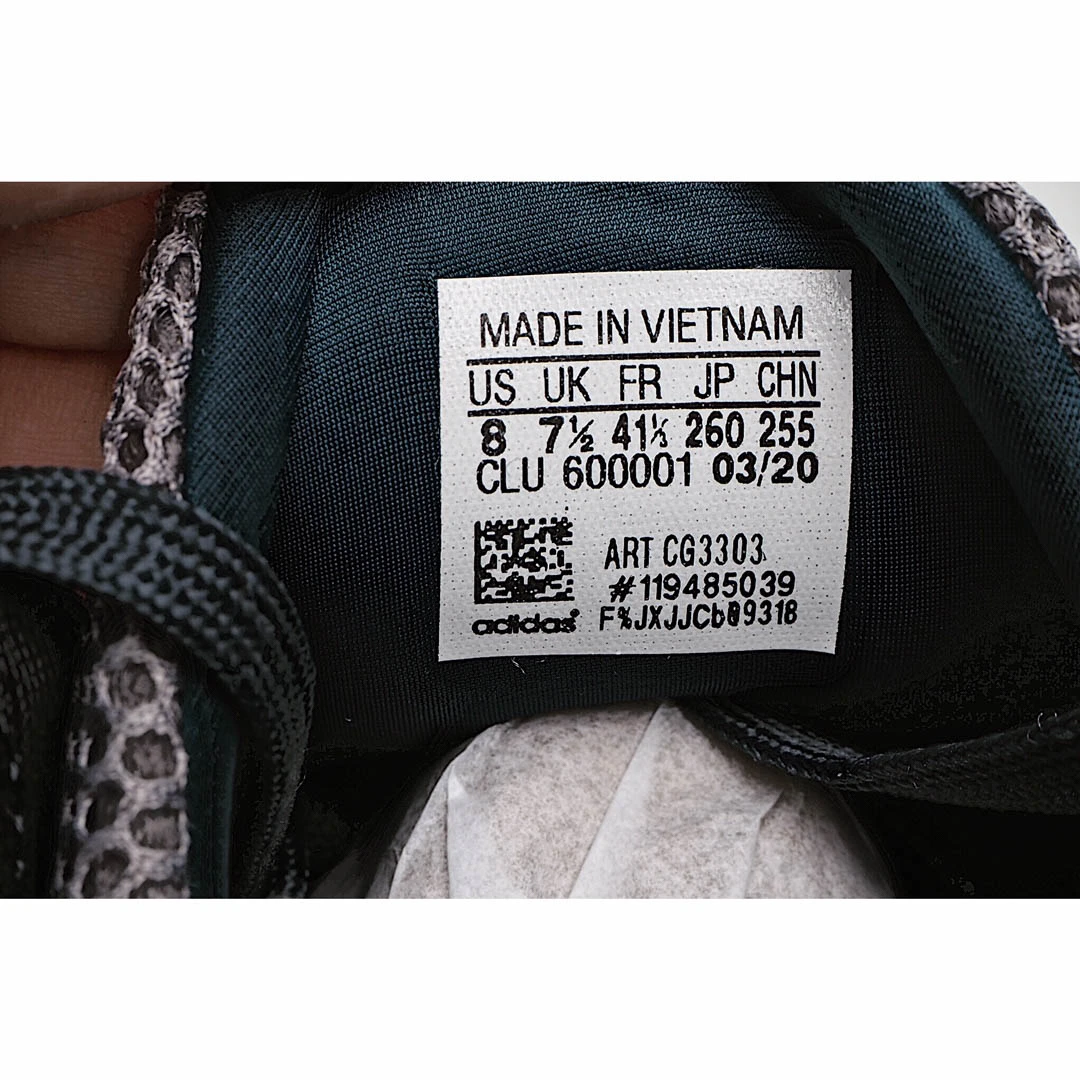 MADE IN VIETNAM
US UK FR JP CHN
8 7½ 41⅓ 260 255
CLU 600001 03/20
ART CG3303
#119485039
adidas F%JXJJCb09318